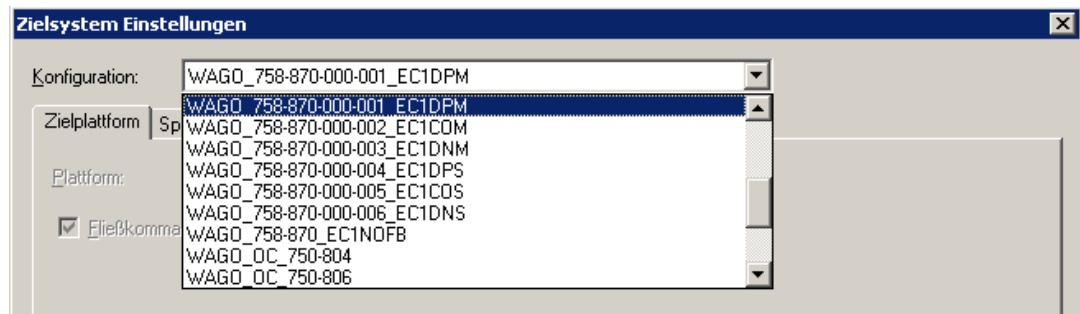 Zielsystem Einstellungen
Konfiguration: WAGO_758-870-000-001_EC1DPM
WAGO_758-870-000-001_EC1DPM
Zielplattform Sp WAGO_758-870-000-002_EC1COM
WAGO_758-870-000-003_EC1DNM
WAGO_758-870-000-004_EC1DPS
Plattform: WAGO_758-870-000-005_EC1COS
WAGO_758-870-000-006_EC1DNS
Fließkomma WAGO_758-870_EC1NOFB
WAGO_OC_750-804
WAGO_OC_750-806